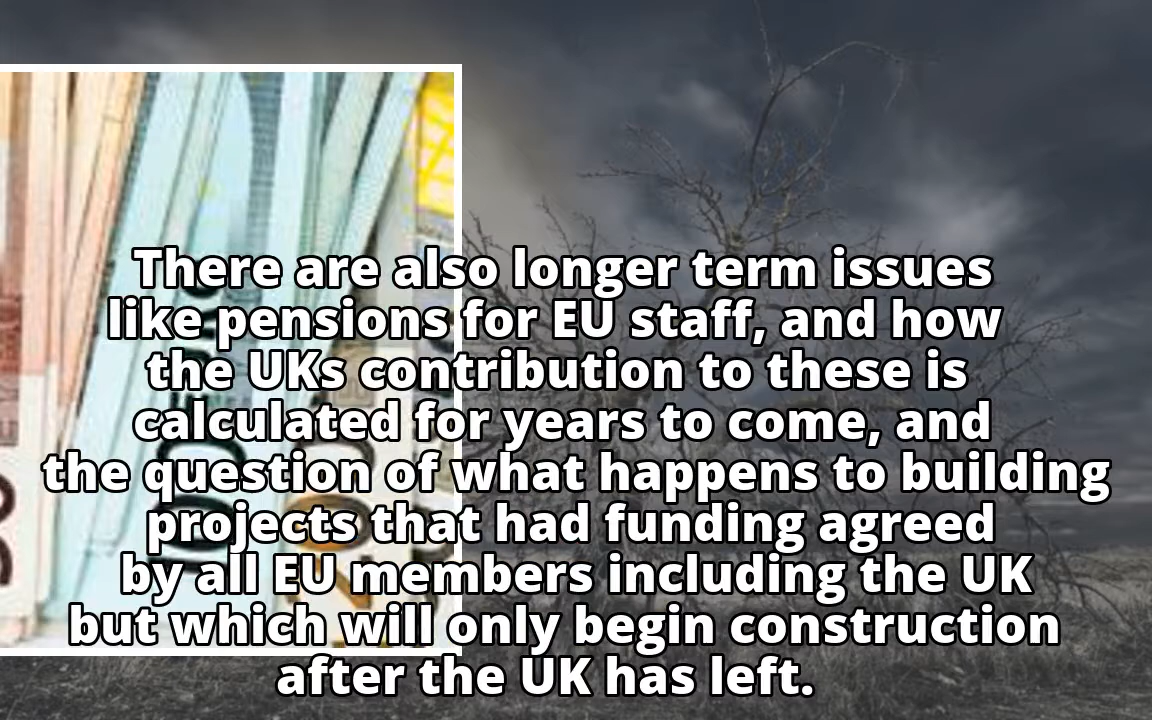 There are also longer term issues
like pensions for EU staff, and how
the UKs contribution to these is
calculated for years to come, and
the question of what happens to building
projects that had funding agreed
by all EU members including the UK
but which will only begin construction
after the UK has left.